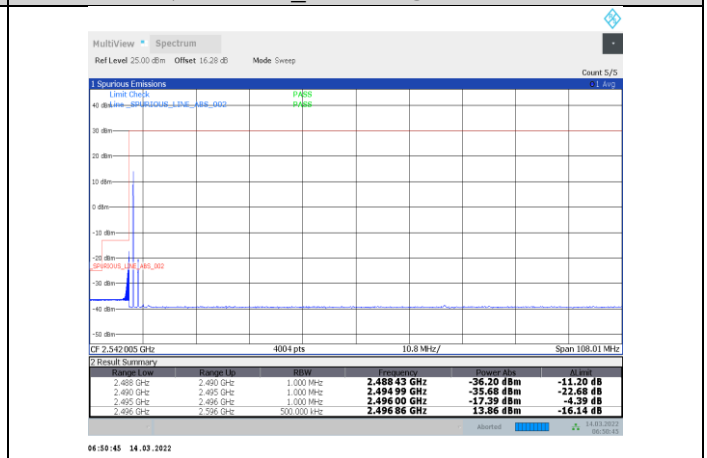 MultiView Spectrum
Ref Level 25.00 dBm Offset 16.28 dB Mode Sweep
Count 5/5
1 Spurious Emissions 1 Avg
Limit Check PASS
40 dBm Line _SPURIOUS_LINE_ABS_002 PASS
30 dBm
20 dBm
10 dBm
0 dBm
-10 dBm
-20 dBm
_SPURIOUS_LINE_ABS_002
-30 dBm
-40 dBm
-50 dBm
CF 2.542005 GHz 4004 pts 10.8 MHz/ Span 108.01 MHz
2 Result Summary
Range Low Range Up RBW Frequency Power Abs ΔLimit
2.488 GHz 2.490 GHz 1.000 MHz 2.48843 GHz -36.20 dBm -11.20 dB
2.490 GHz 2.495 GHz 1.000 MHz 2.49499 GHz -35.68 dBm -22.68 dB
2.495 GHz 2.496 GHz 1.000 MHz 2.49600 GHz -17.39 dBm -4.39 dB
2.496 GHz 2.596 GHz 500.000 kHz 2.49686 GHz 13.86 dBm -16.14 dB
Aborted 14.03.2022
06:50:45
06:50:45 14.03.2022